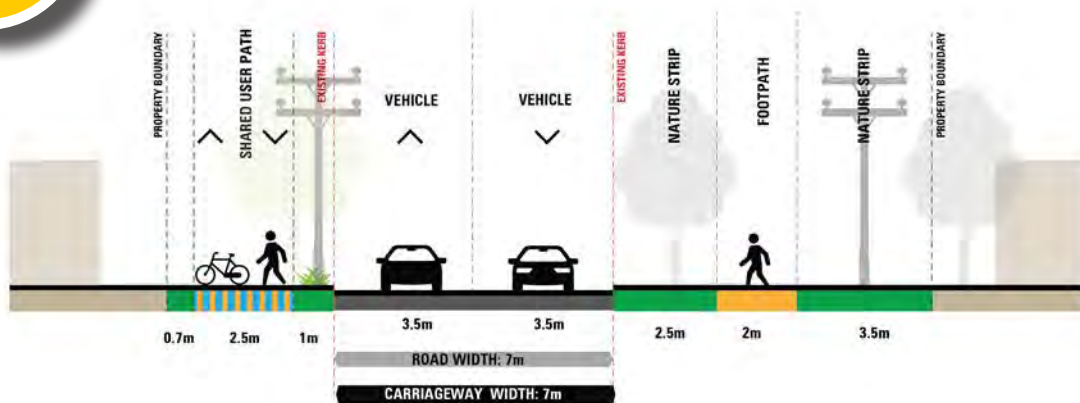 PROPERTY BOUNDARY
SHARED USER PATH
EXISTING KERB
VEHICLE
VEHICLE
EXISTING KERB
NATURE STRIP
FOOTPATH
NATURE STRIP
PROPERTY BOUNDARY
0.7m
2.5m
1m
3.5m
3.5m
2.5m
2m
3.5m
ROAD WIDTH: 7m
CARRIAGEWAY WIDTH: 7m